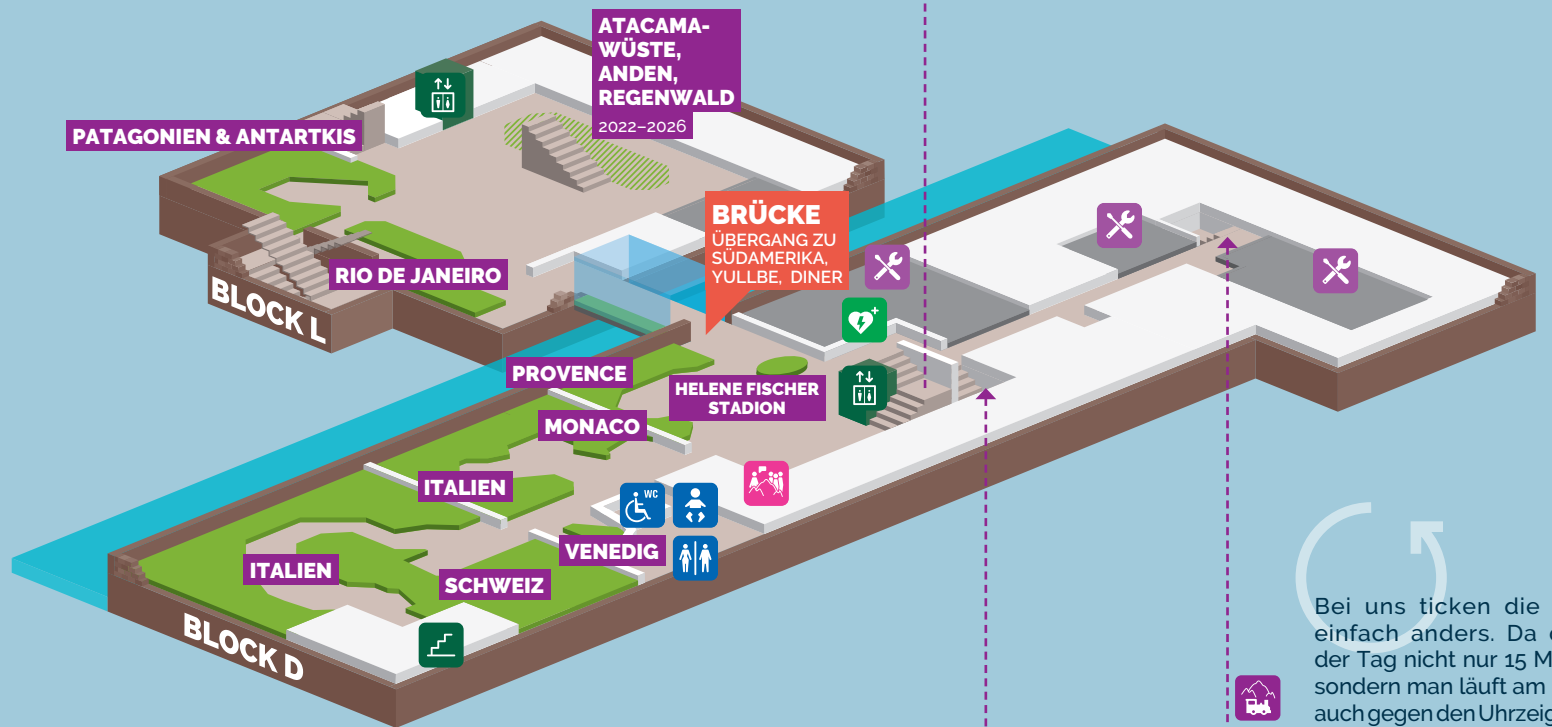 ATACAMA-
WÜSTE,
ANDEN,
REGENWALD
2022–2026
PATAGONIEN & ANTARTKIS
BRÜCKE
ÜBERGANG ZU
SÜDAMERIKA,
YULLBE, DINER
RIO DE JANEIRO
BLOCK L
PROVENCE
HELENE FISCHER
STADION
MONACO
ITALIEN
WC
VENEDIG
ITALIEN
SCHWEIZ
BLOCK D
Bei uns ticken die
einfach anders. Da
der Tag nicht nur 15
sondern man läuft am
auch gegen den